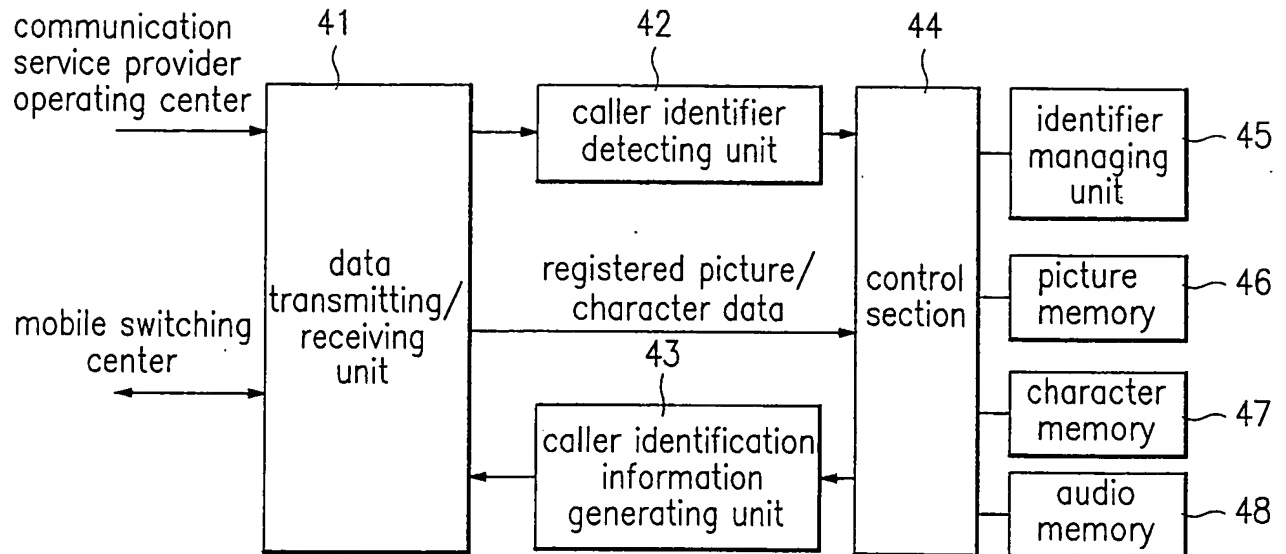 communication
service provider
operating center
41
42
44
caller identifier
detecting unit
identifier
managing
unit
45
data
transmitting/
receiving
unit
registered picture/
character data
control
section
picture
memory
46
mobile switching
center
43
caller identification
information
generating unit
character
memory
47
audio
memory
48